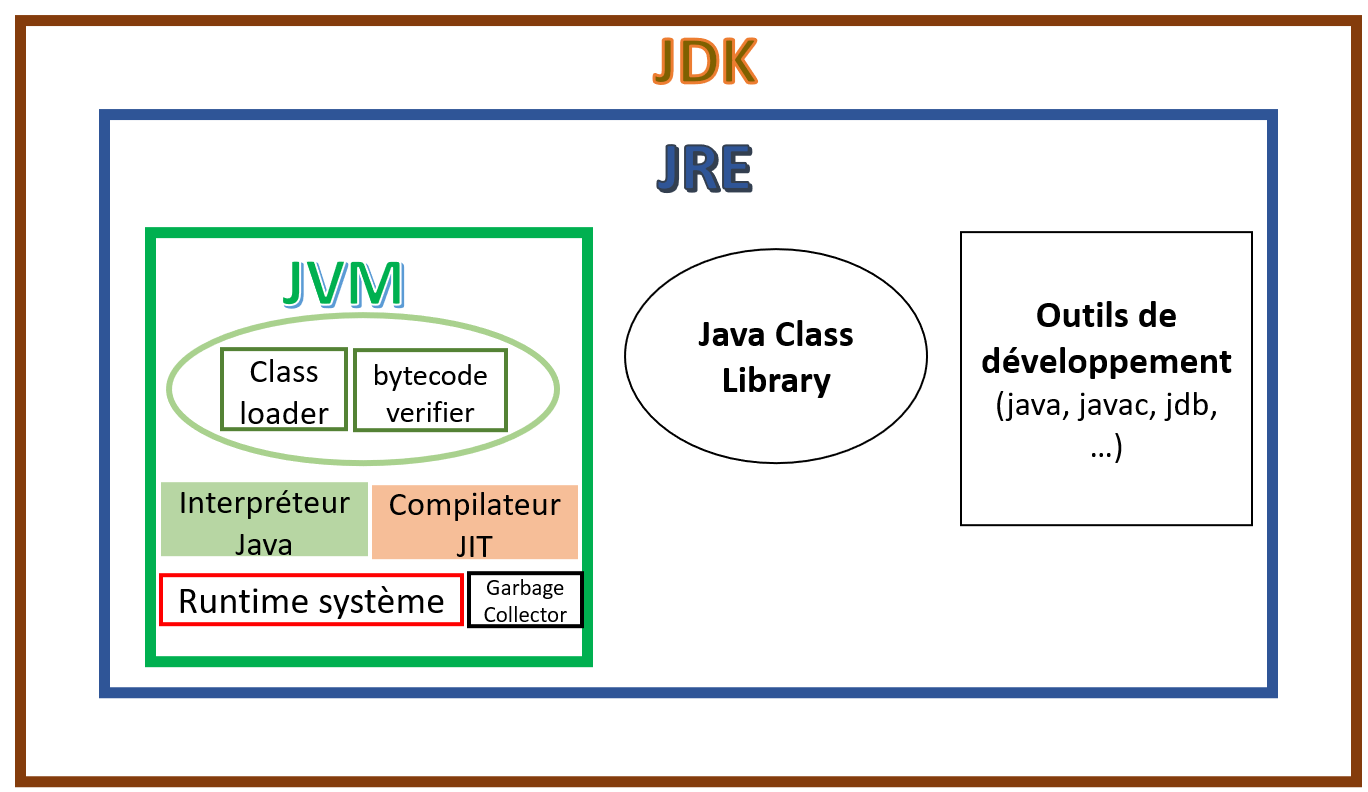 JDK
JRE
JVM
Class
loader
bytecode
verifier
Interpréteur
Java
Compilateur
JIT
Runtime système
Garbage
Collector
Java Class
Library
Outils de
développement
(java, javac, jdb,
...)